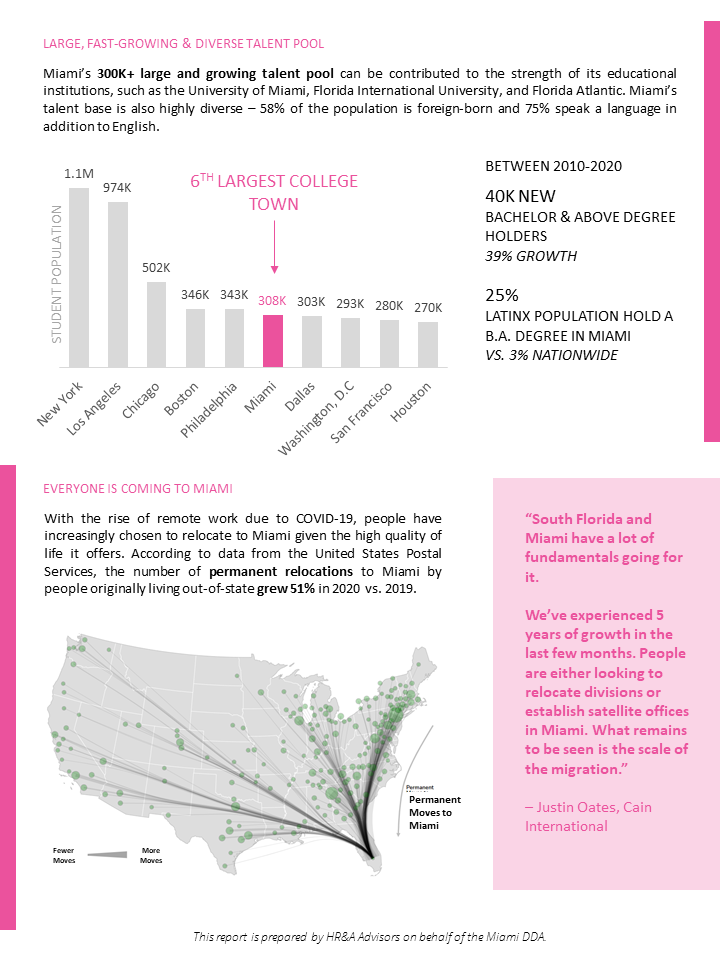 LARGE, FAST-GROWING & DIVERSE TALENT POOL
Miami’s 300K+ large and growing talent pool can be contributed to the strength of its educational
institutions, such as the University of Miami, Florida International University, and Florida Atlantic. Miami’s
talent base is also highly diverse – 58% of the population is foreign-born and 75% speak a language in
addition to English.
STUDENT POPULATION
1.1M
974K
502K
346K
343K
308K
303K
293K
280K
270K
6TH LARGEST COLLEGE
TOWN
New York
Los Angeles
Chicago
Boston
Philadelphia
Miami
Dallas
Washington, D.C
San Francisco
Houston
BETWEEN 2010-2020
40K NEW
BACHELOR & ABOVE DEGREE
HOLDERS
39% GROWTH
25%
LATINX POPULATION HOLD A
B.A. DEGREE IN MIAMI
VS. 3% NATIONWIDE
EVERYONE IS COMING TO MIAMI
With the rise of remote work due to COVID-19, people have
increasingly chosen to relocate to Miami given the high quality of
life it offers. According to data from the United States Postal
Services, the number of permanent relocations to Miami by
people originally living out-of-state grew 51% in 2020 vs. 2019.
Permanent
Permanent
Moves to
Miami
Fewer
Moves
More
Moves
“South Florida and
Miami have a lot of
fundamentals going for
it.
We’ve experienced 5
years of growth in the
last few months. People
are either looking to
relocate divisions or
establish satellite offices
in Miami. What remains
to be seen is the scale of
the migration.”
– Justin Oates, Cain
International
This report is prepared by HR&A Advisors on behalf of the Miami DDA.